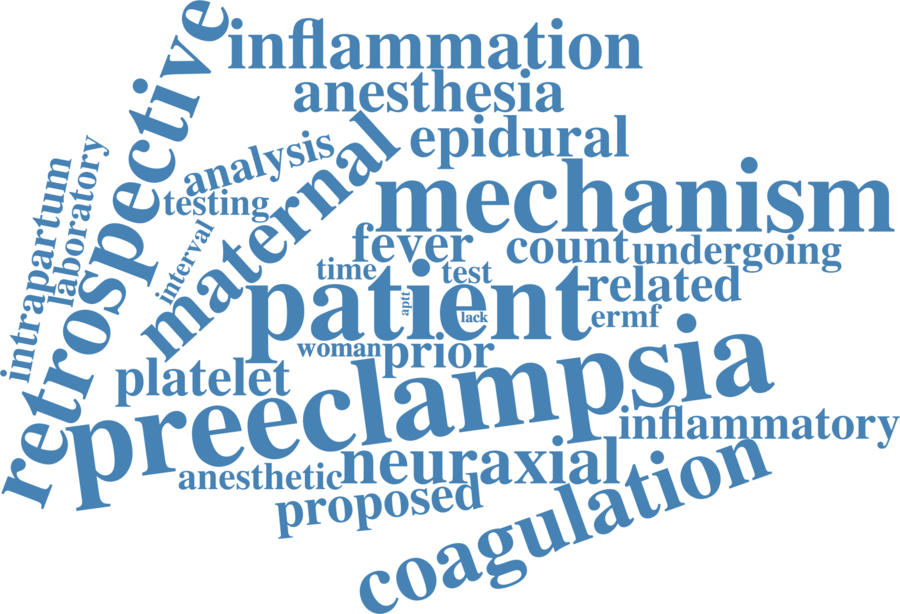 retrospective
inflammation
anesthesia
epidural
analysis
maternal
mechanism
testing
intrapartum
laboratory
interval
fever
count
undergoing
time
test
patient
related
aptt
lack
ermf
woman
prior
platelet
preeclampsia
inflammatory
neuraxial
anesthetic
proposed
coagulation